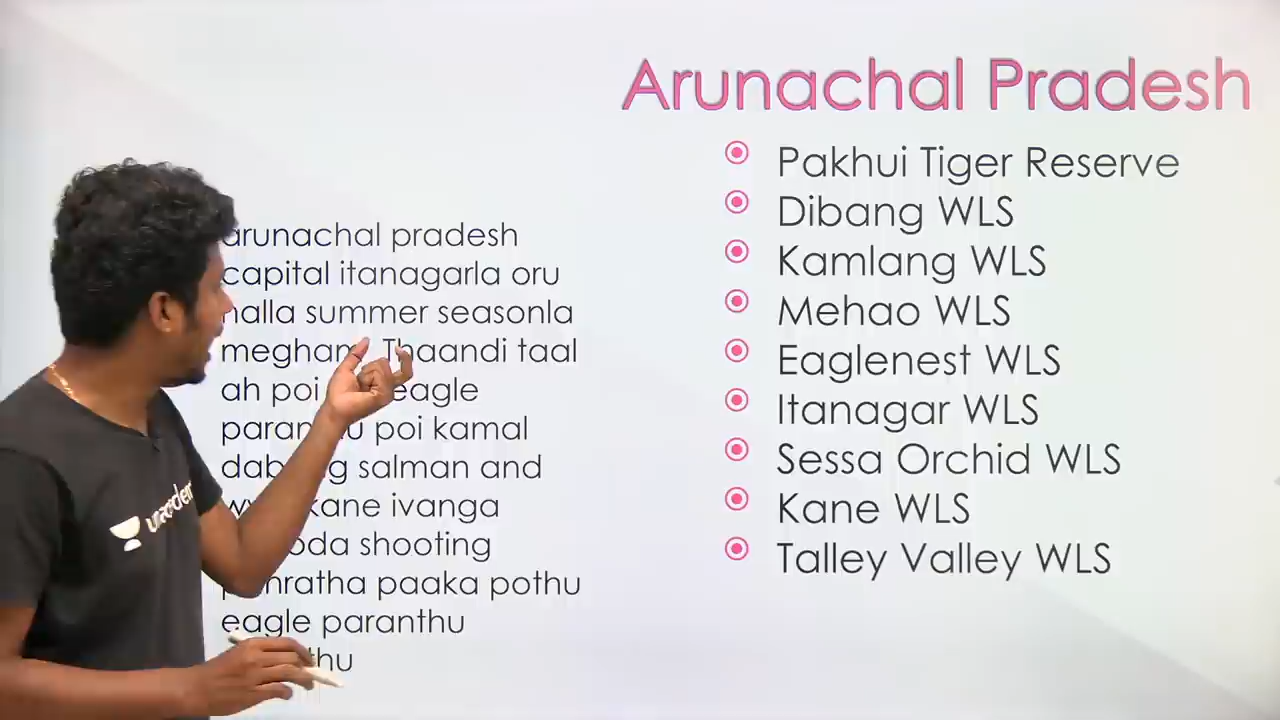 Arunachal Pradesh
Pakhui Tiger Reserve
Dibang WLS
Kamlang WLS
Mehao WLS
Eaglenest WLS
Itanagar WLS
Sessa Orchid WLS
Kane WLS
Talley Valley WLS
arunachal pradesh
capital itanagarla oru
nalla summer seasonla
Thaandi taal
ah poi eagle
poi kamal
salman and
kane ivanga
shooting
paaka pothu
eagle paranthu